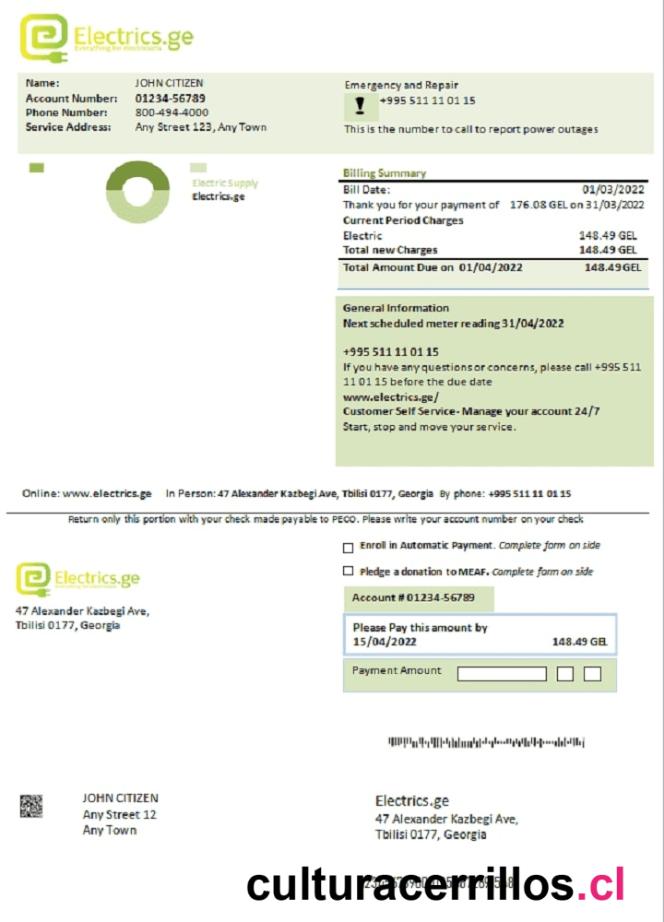 Electrics.ge
Name: JOHN CITIZEN
Account Number: 01234-56789
Phone Number: 800-494-4000
Service Address: Any Street 123, Any Town
Emergency and Repair
+995 511 11 01 15
This is the number to call to report power outages
Electric Supply
Electrics.ge
Billing Summary
Bill Date: 01/03/2022
Thank you for your payment of 176.08 GEL on 31/03/2022
Current Period Charges
Electric 148.49 GEL
Total new Charges 148.49 GEL
Total Amount Due on 01/04/2022 148.49GEL
General Information
Next scheduled meter reading 31/04/2022
+995 511 11 01 15
If you have any questions or concerns, please call +995 511
11 01 15 before the due date
www.electrics.ge/
Customer Self Service- Manage your account 24/7
Start, stop and move your service.
Online: www.electrics.ge In Person: 47 Alexander Kazbegi Ave, Tbilisi 0177, Georgia By phone: +995 511 11 01 15
Return only this portion with your check made payable to PECO. Please write your account number on your check
Enroll in Automatic Payment. Complete form on side
Pledge a donation to MEAF. Complete form on side
Electrics.ge
47 Alexander Kazbegi Ave,
Tbilisi 0177, Georgia
Account # 01234-56789
Please Pay this amount by
15/04/2022 148.49 GEL
Payment Amount
JOHN CITIZEN
Any Street 12
Any Town
Electrics.ge
47 Alexander Kazbegi Ave,
Tbilisi 0177, Georgia
culturacerrillos.cl